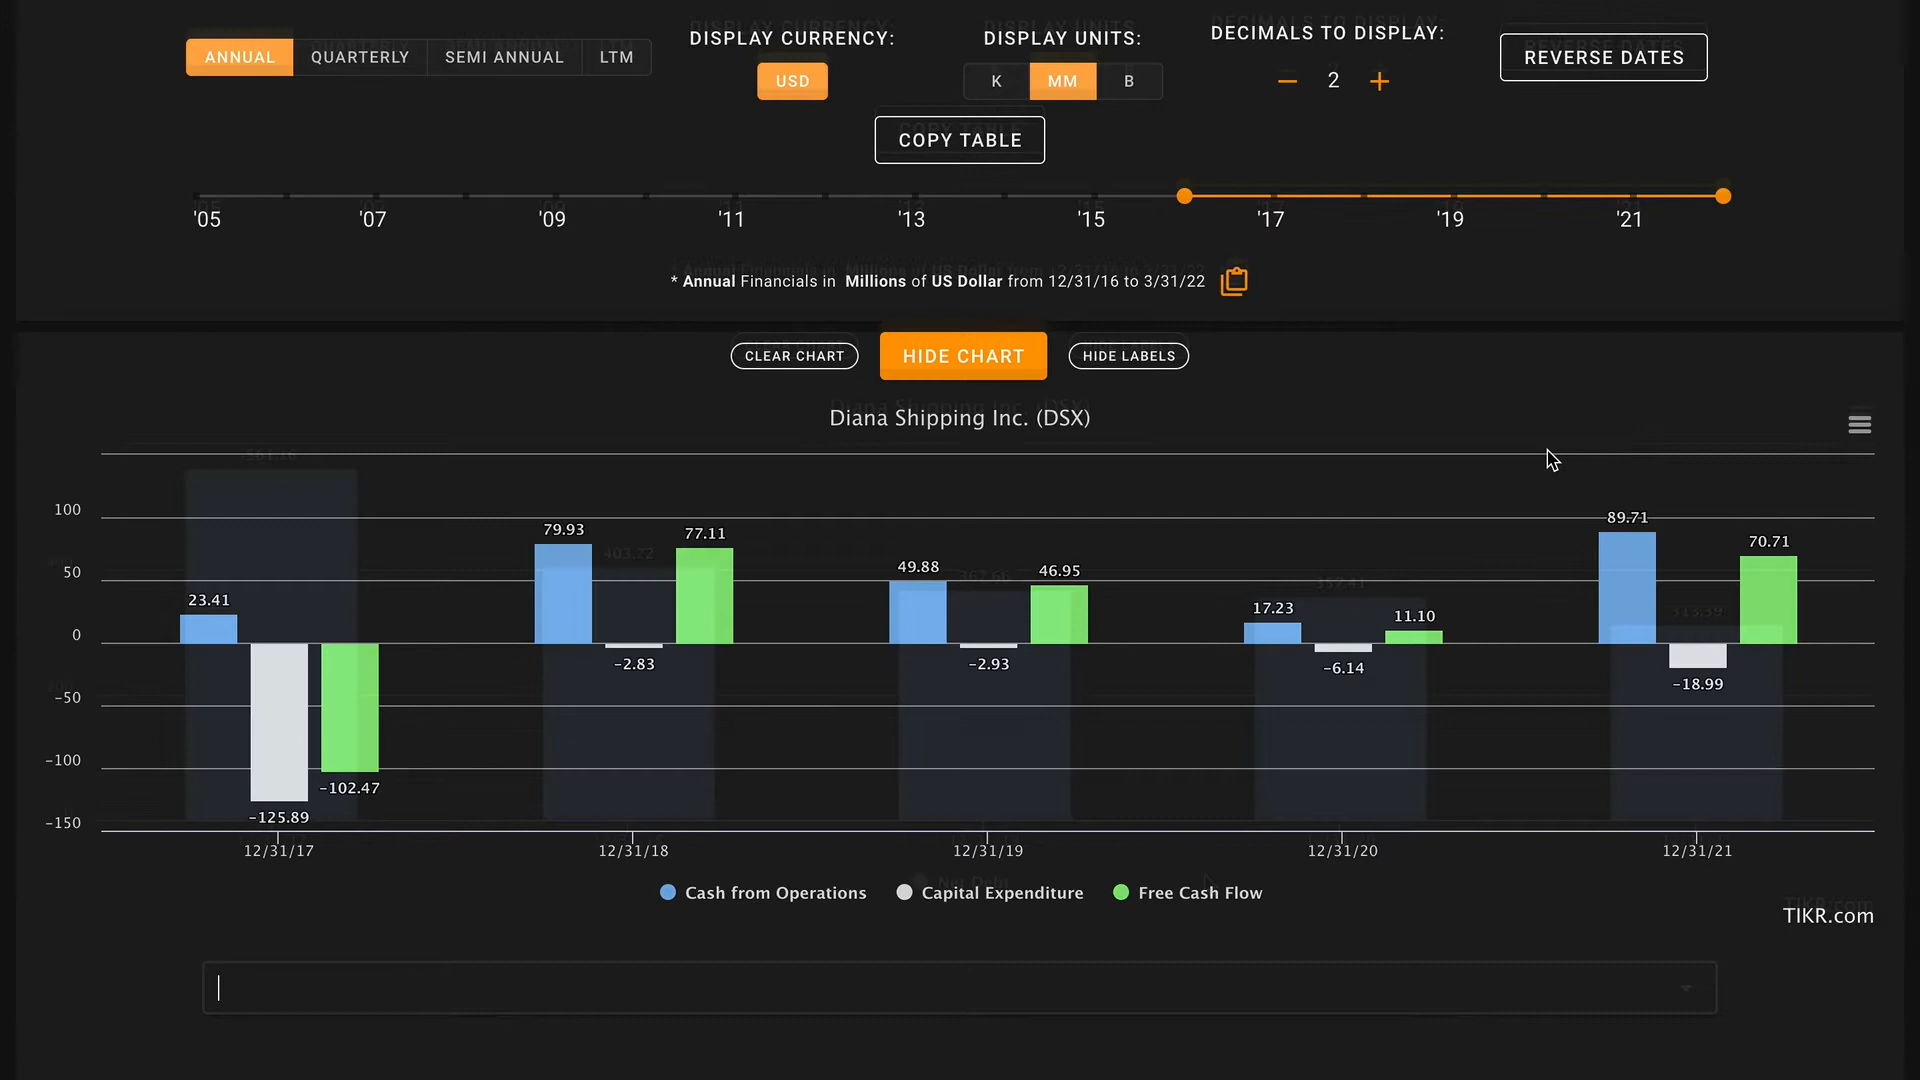 ANNUAL QUARTERLY SEMI ANNUAL LTM
DISPLAY CURRENCY:
USD
DISPLAY UNITS:
K MM B
DECIMALS TO DISPLAY:
2
REVERSE DATES
COPY TABLE
'05 '07 '09 '11 '13 '15 '17 '19 '21
* Annual Financials in Millions of US Dollar from 12/31/16 to 3/31/22
CLEAR CHART HIDE CHART HIDE LABELS
Diana Shipping Inc. (DSX)
100
50
0
-50
-100
-150
23.41
-125.89
-102.47
79.93
-2.83
77.11
49.88
-2.93
46.95
17.23
-6.14
11.10
89.71
-18.99
70.71
12/31/17 12/31/18 12/31/19 12/31/20 12/31/21
Cash from Operations Capital Expenditure Free Cash Flow
TIKR.com